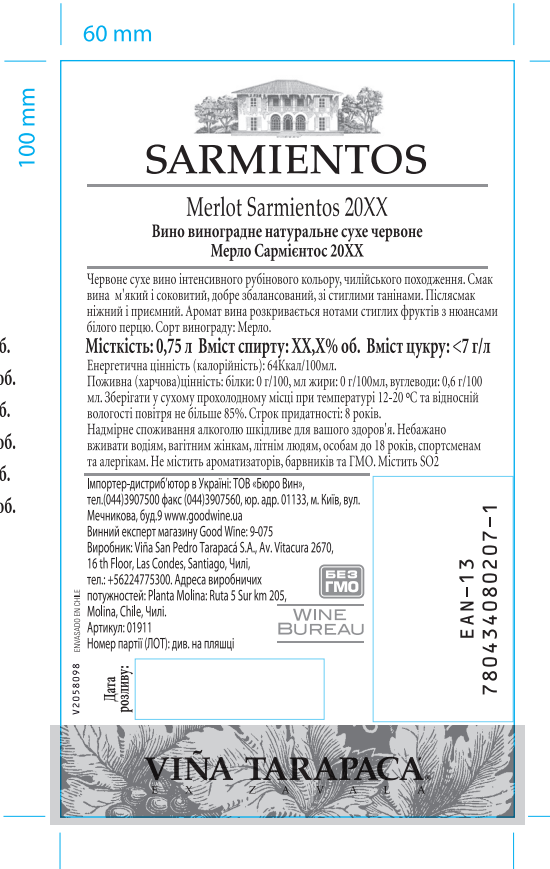 60 mm
100 mm
SARMIENTOS
Merlot Sarmientos 20XX
Вино виноградне натуральне сухе червоне
Мерло Сармієнтос 20XX
Червоне сухе вино інтенсивного рубінового кольору, чилійського походження. Смак
вина м'який і соковитий, добре збалансований, зі стиглими танінами. Післясмак
ніжний і приємний. Аромат вина розкривається нотами стиглих фруктів з нюансами
білого перцю. Сорт винограду: Мерло.
Місткість: 0,75 л Вміст спирту: XX,X% об. Вміст цукру: <7 г/л
Енергетична цінність (калорійність): 64Ккал/100мл.
Поживна (харчова)цінність: білки: 0 г/100, мл жири: 0 г/100мл, вуглеводи: 0,6 г/100
мл. Зберігати у сухому прохолодному місці при температурі 12-20 ºС та відносній
вологості повітря не більше 85%. Строк придатності: 8 років.
Надмірне споживання алкоголю шкідливе для вашого здоров'я. Небажано
вживати водіям, вагітним жінкам, літнім людям, особам до 18 років, спортсменам
та алергікам. Не містить ароматизаторів, барвників та ГМО. Містить SO2
б.
об.
б.
об.
б.
об.
Імпортер-дистриб'ютор в Україні: ТОВ «Бюро Вин»,
тел.(044)3907500 факс (044)3907560, юр. адр. 01133, м. Київ, вул.
Мечникова, буд.9 www.goodwine.ua
Винний експерт магазину Good Wine: 9-075
Виробник: Viña San Pedro Tarapacá S.A., Av. Vitacura 2670,
16 th Floor, Las Condes, Santiago, Чилі,
тел.: +56224775300. Адреса виробничих
потужностей: Planta Molina: Ruta 5 Sur km 205,
Molina, Chile, Чилі.
Артикул: 01911
Номер партії (ЛОТ): див. на пляшці
БЕЗ
ГМО
WINE
BUREAU
EAN-13
7804340802071-1
V2058098 ENVASADO EN CHILE
Дата
розливу:
VIÑA TARAPACÁ
EX ZAVALA